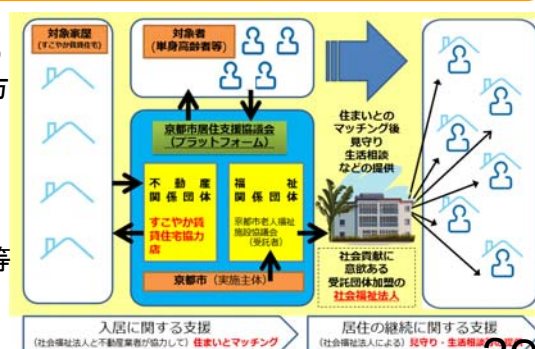 対象家屋
(すこやか賃貸住宅)
対象者
(単身高齢者等)
京都市居住支援協議会
(プラットフォーム)
不動産
関係団体
すこやか賃
貸住宅協力
店
福祉
関係団体
京都市老人福祉
施設協議会
(受託者)
京都市（実施主体）
住まいとの
マッチング後
見守り
生活相談
などの提供
社会貢献に
意欲ある
受託団体加盟の
社会福祉法人
等
入居に関する支援
(社会福祉法人と不動産業者が協力して) 住まいとマッチング
居住の継続に関する支援
(社会福祉法人による) 見守り・生活相談